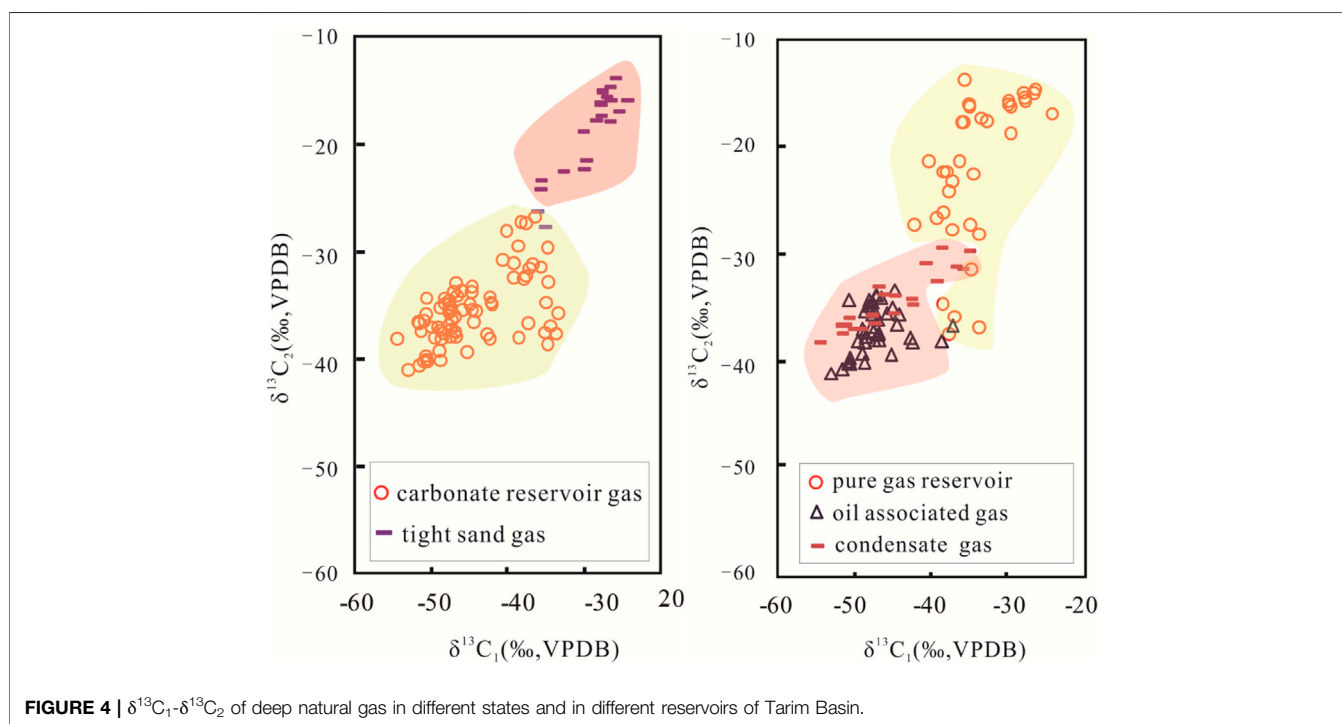 −10
−20
−30
−40
−50
−60
-60
-50
-40
-30
20
δ¹³C₂(‰,VPDB)
δ¹³C₁(‰,VPDB)
carbonate reservoir gas
tight sand gas
−10
−20
−30
−40
−50
−60
-60
-50
-40
-30
-20
δ¹³C₂(‰,VPDB)
δ¹³C₁(‰,VPDB)
pure gas reservoir
oil associated gas
condensate gas
FIGURE 4 | δ¹³C₁-δ¹³C₂ of deep natural gas in different states and in different reservoirs of Tarim Basin.